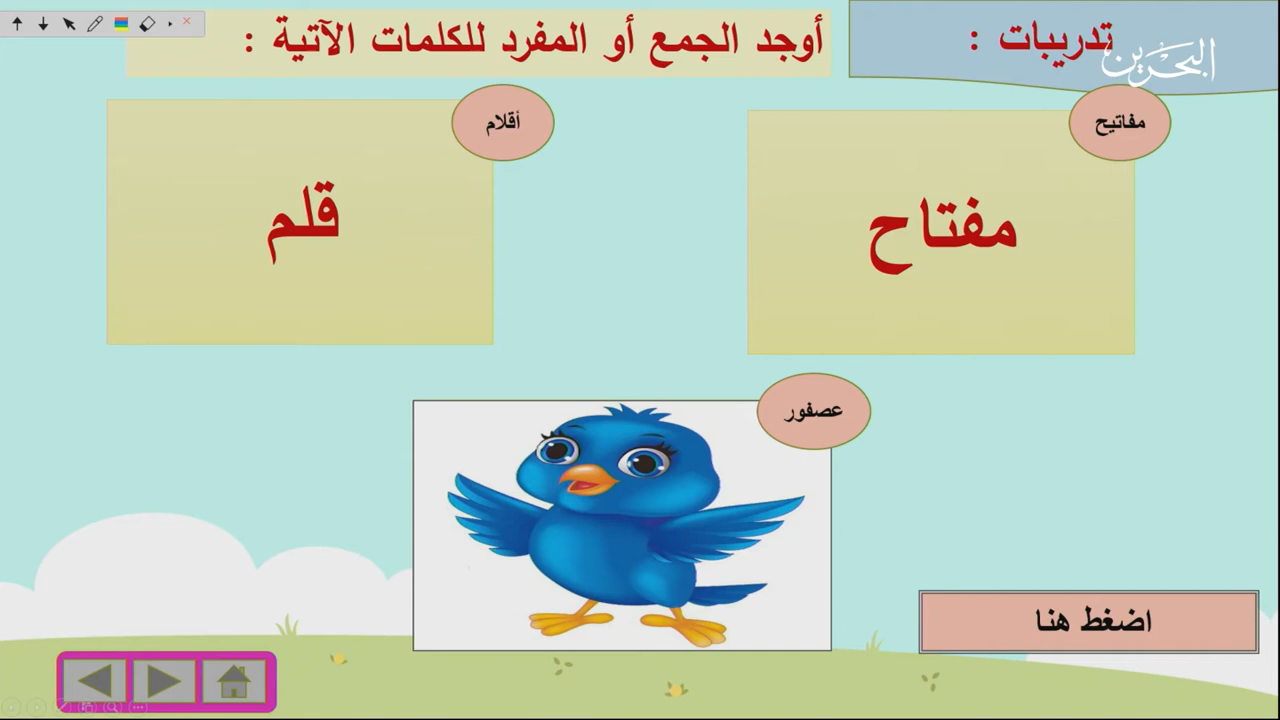 تدريبات :
أوجد الجمع أو المفرد للكلمات الآتية :
البحرين
مفاتيح
مفتاح
أقلام
قلم
عصفور
اضغط هنا